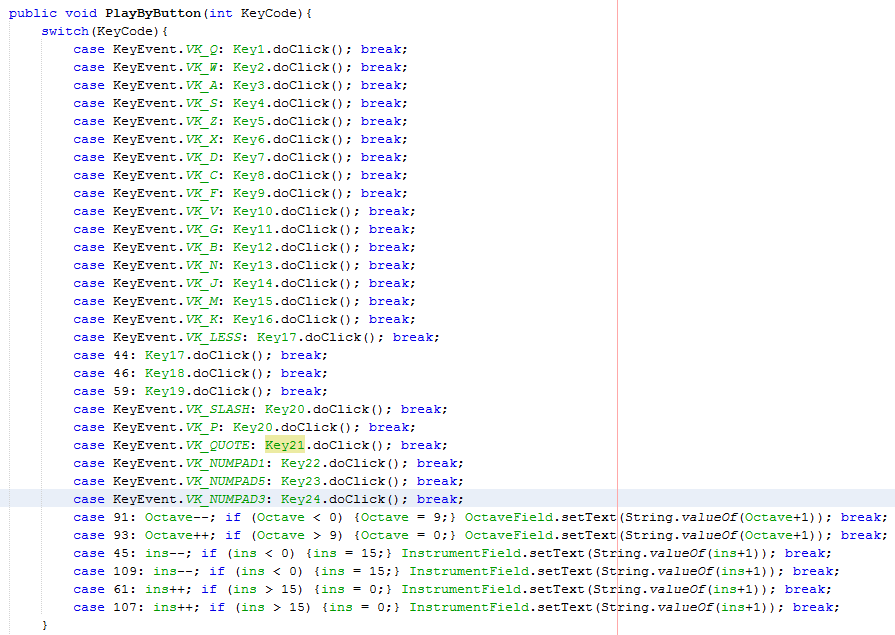 public void PlayByButton(int KeyCode){
switch(KeyCode){
case KeyEvent.VK_Q: Key1.doClick(); break;
case KeyEvent.VK_W: Key2.doClick(); break;
case KeyEvent.VK_A: Key3.doClick(); break;
case KeyEvent.VK_S: Key4.doClick(); break;
case KeyEvent.VK_Z: Key5.doClick(); break;
case KeyEvent.VK_X: Key6.doClick(); break;
case KeyEvent.VK_D: Key7.doClick(); break;
case KeyEvent.VK_C: Key8.doClick(); break;
case KeyEvent.VK_F: Key9.doClick(); break;
case KeyEvent.VK_V: Key10.doClick(); break;
case KeyEvent.VK_G: Key11.doClick(); break;
case KeyEvent.VK_B: Key12.doClick(); break;
case KeyEvent.VK_N: Key13.doClick(); break;
case KeyEvent.VK_J: Key14.doClick(); break;
case KeyEvent.VK_M: Key15.doClick(); break;
case KeyEvent.VK_K: Key16.doClick(); break;
case KeyEvent.VK_LESS: Key17.doClick(); break;
case 44: Key17.doClick(); break;
case 46: Key18.doClick(); break;
case 59: Key19.doClick(); break;
case KeyEvent.VK_SLASH: Key20.doClick(); break;
case KeyEvent.VK_P: Key20.doClick(); break;
case KeyEvent.VK_QUOTE: Key21.doClick(); break;
case KeyEvent.VK_NUMPAD1: Key22.doClick(); break;
case KeyEvent.VK_NUMPAD5: Key23.doClick(); break;
case KeyEvent.VK_NUMPAD3: Key24.doClick(); break;
case 91: Octave--; if (Octave < 0) {Octave = 9;} OctaveField.setText(String.valueOf(Octave+1)); break;
case 93: Octave++; if (Octave > 9) {Octave = 0;} OctaveField.setText(String.valueOf(Octave+1)); break;
case 45: ins--; if (ins < 0) {ins = 15;} InstrumentField.setText(String.valueOf(ins+1)); break;
case 109: ins--; if (ins < 0) {ins = 15;} InstrumentField.setText(String.valueOf(ins+1)); break;
case 61: ins++; if (ins > 15) {ins = 0;} InstrumentField.setText(String.valueOf(ins+1)); break;
case 107: ins++; if (ins > 15) {ins = 0;} InstrumentField.setText(String.valueOf(ins+1)); break;
}